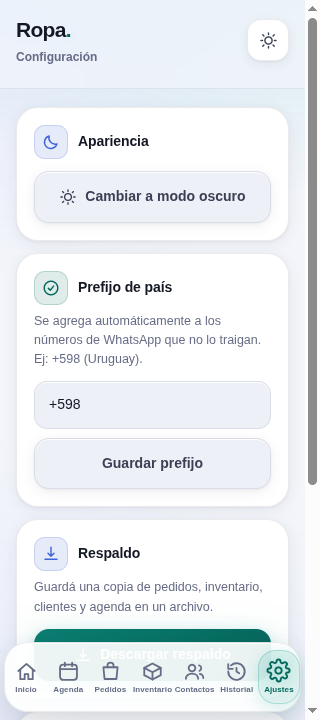 Ropa.
Configuración
Apariencia
Cambiar a modo oscuro
Prefijo de país
Se agrega automáticamente a los
números de WhatsApp que no lo traigan.
Ej: +598 (Uruguay).
+598
Guardar prefijo
Respaldo
Guardá una copia de pedidos, inventario,
clientes y agenda en un archivo.
Descargar respaldo
Inicio Agenda Pedidos Inventario Contactos Historial Ajustes